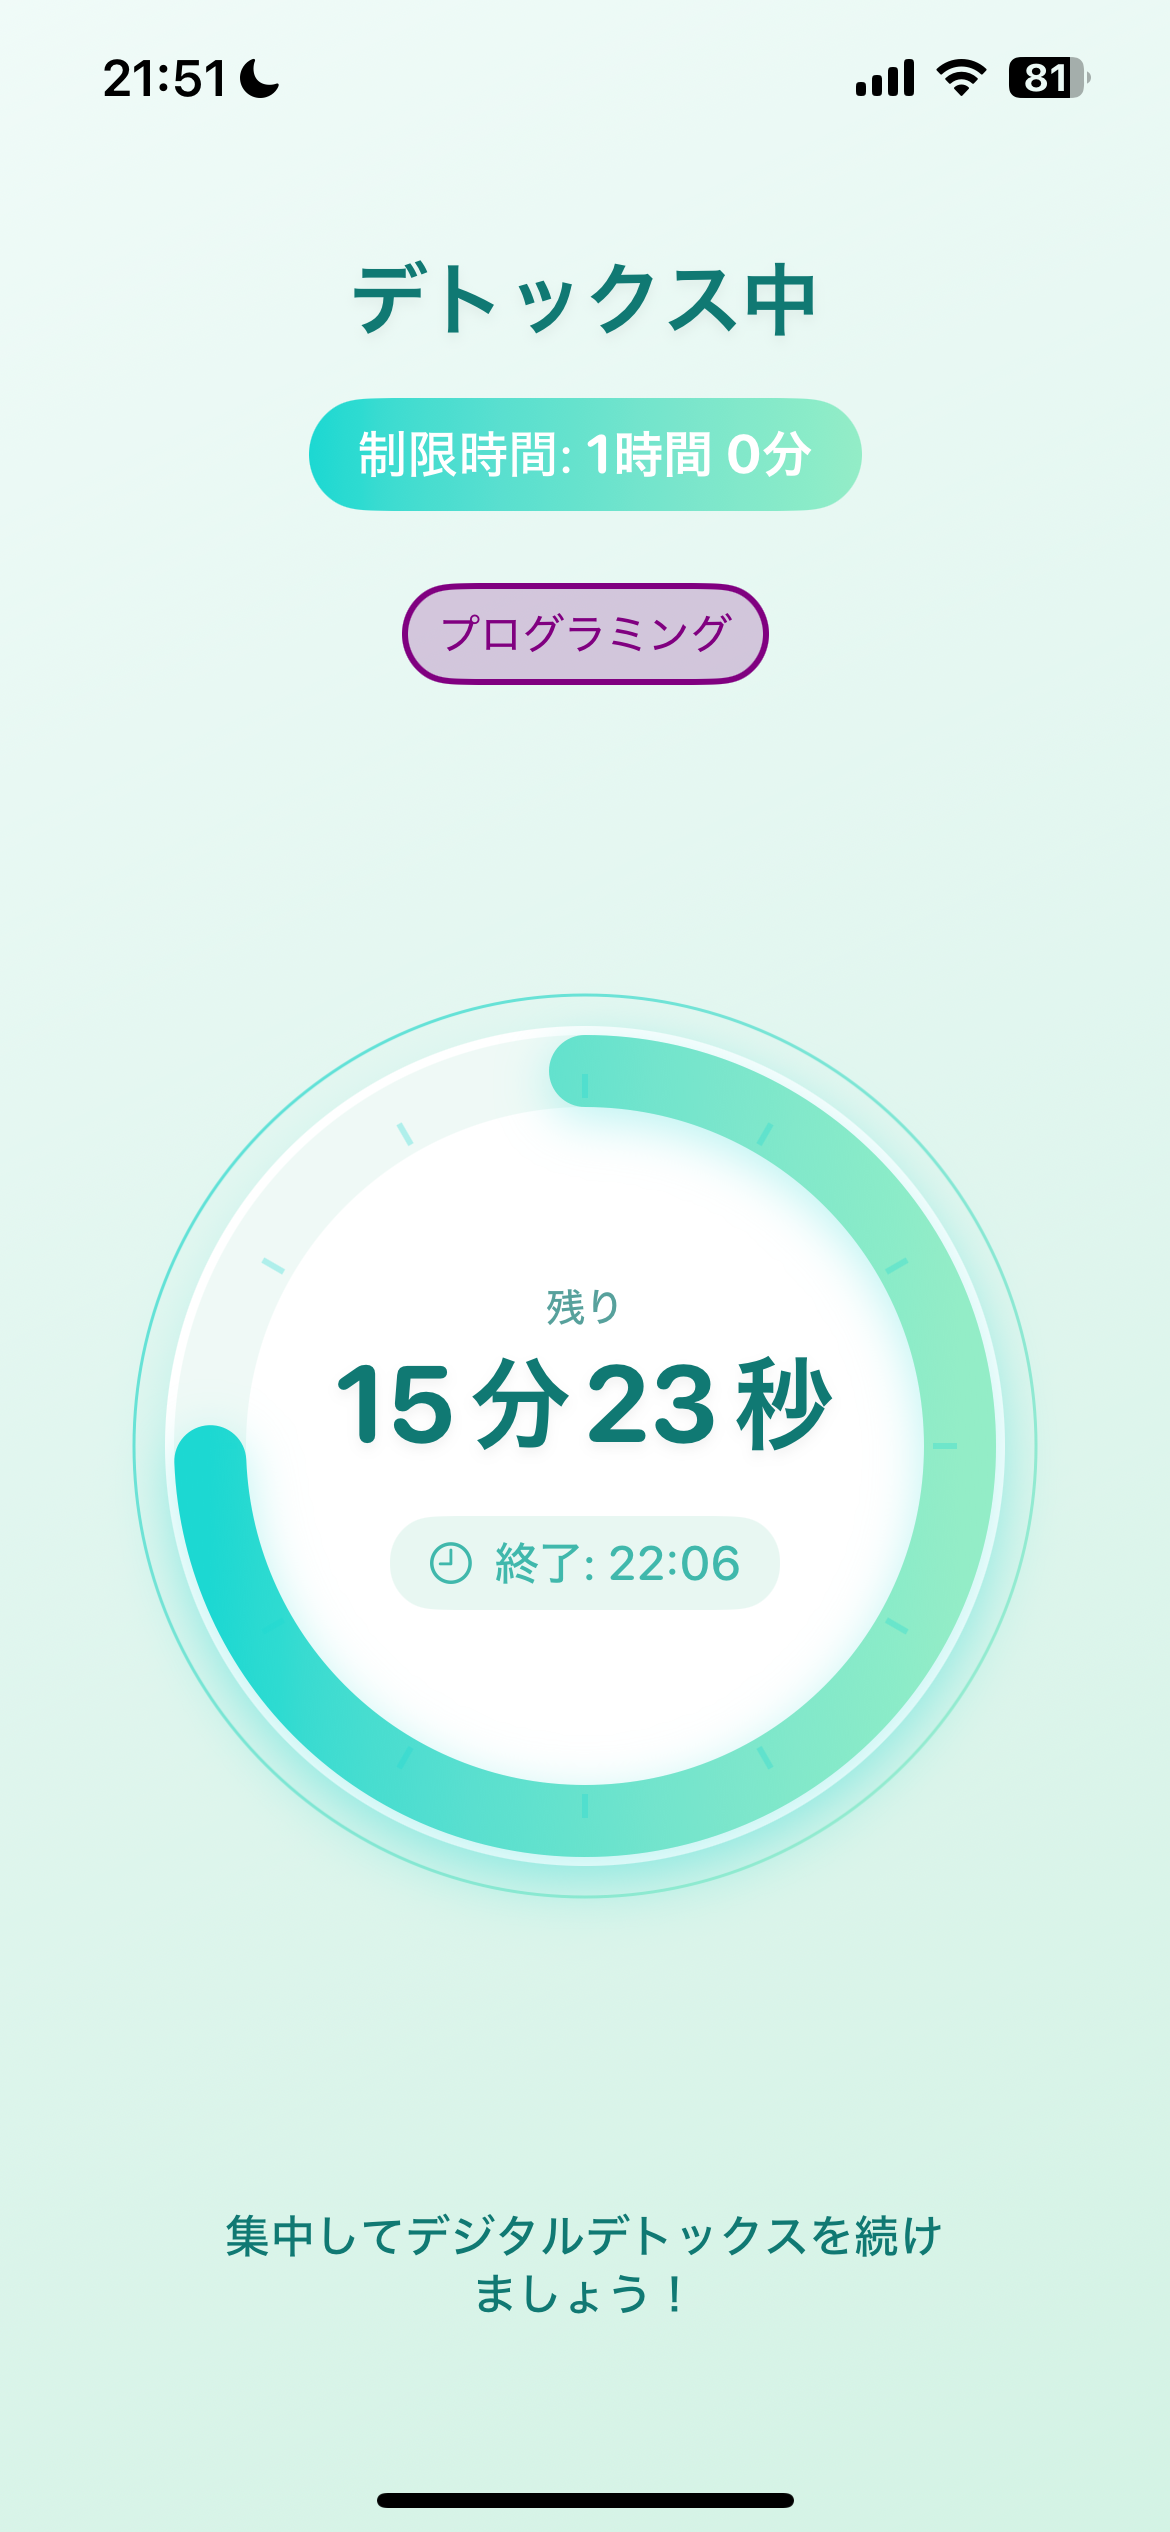 21:51
81
デトックス中
制限時間: 1時間 0分
プログラミング
残り
15分23秒
終了: 22:06
集中してデジタルデトックスを続け
ましょう！